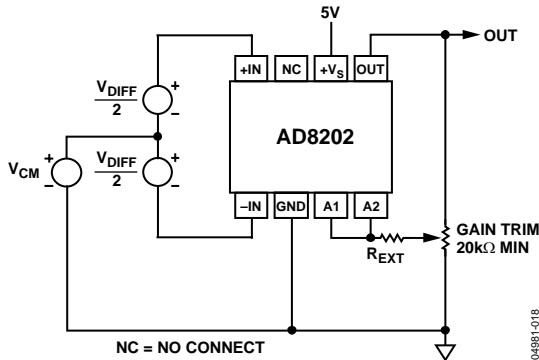 5V
OUT
+IN
NC
+VS
OUT
VDIFF
2
+
–
AD8202
+
VCM
–
VDIFF
2
+
–
–IN
GND
A1
A2
REXT
GAIN TRIM
20kΩ MIN
NC = NO CONNECT
04981-018